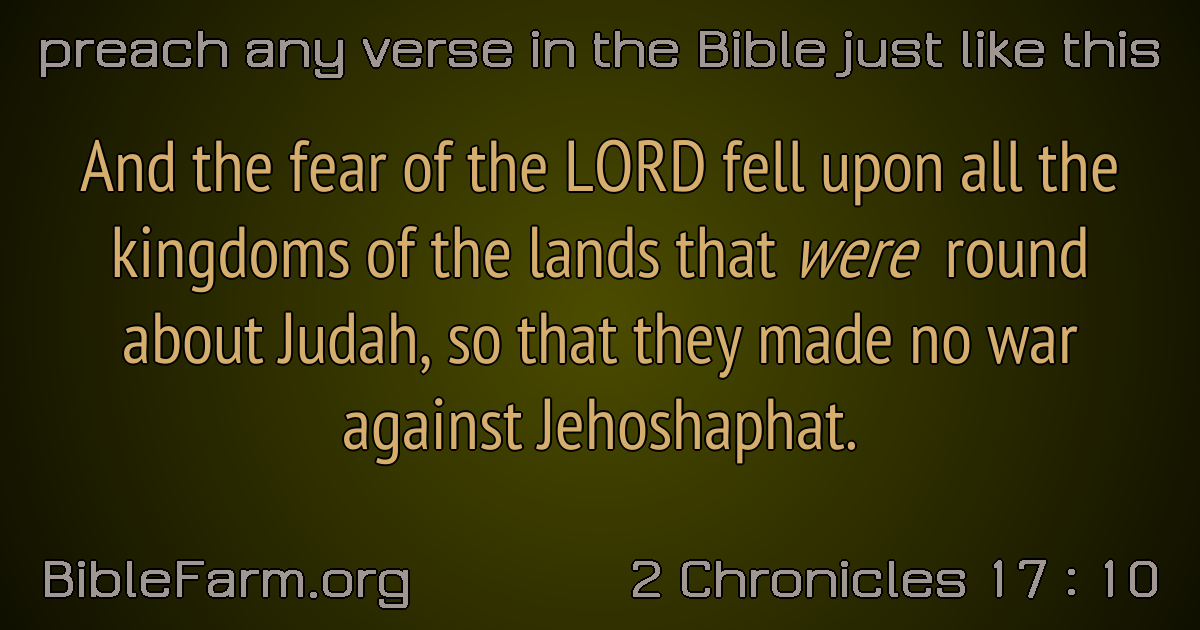 preach any verse in the Bible just like this
And the fear of the LORD fell upon all the
kingdoms of the lands that were round
about Judah, so that they made no war
against Jehoshaphat.
BibleFarm.org
2 Chronicles 17 : 10